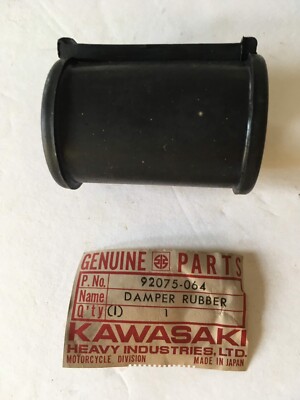 GENUINE PARTS
P. No. 92075-064
Name DAMPER RUBBER
Q'ty (1) 1
KAWASAKI
HEAVY INDUSTRIES, LTD.
MOTORCYCLE DIVISION MADE IN JAPAN